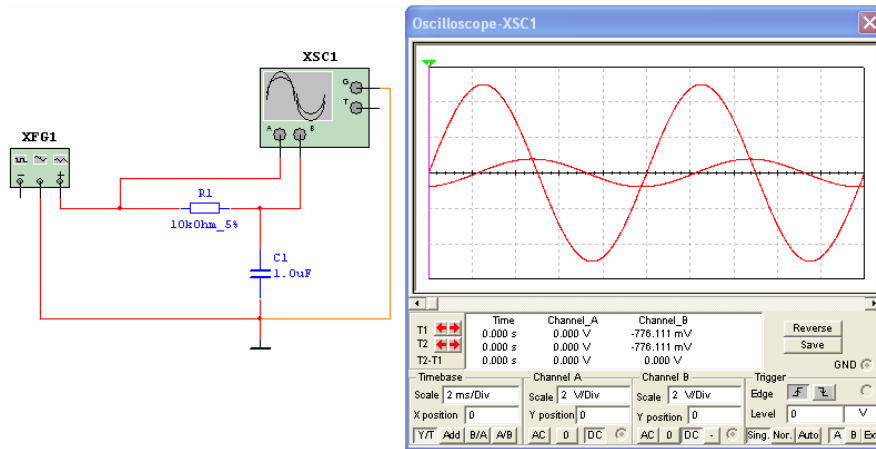 XSC1
G
T
A
B
XFG1
R1
10kOhm_5%
C1
1.0uF
Oscilloscope-XSC1
Time Channel_A Channel_B
T1 0.000 s 0.000 V -776.111 mV
T2 0.000 s 0.000 V -776.111 mV
T2-T1 0.000 s 0.000 V 0.000 V
Reverse
Save
GND
Timebase Channel A Channel B Trigger
Scale 2 ms/Div Scale 2 V/Div Scale 2 V/Div Edge
X position 0 Y position 0 Y position 0 Level 0 V
Y/T Add B/A A/B AC 0 DC AC 0 DC - Sing. Nor. Auto A B Ext